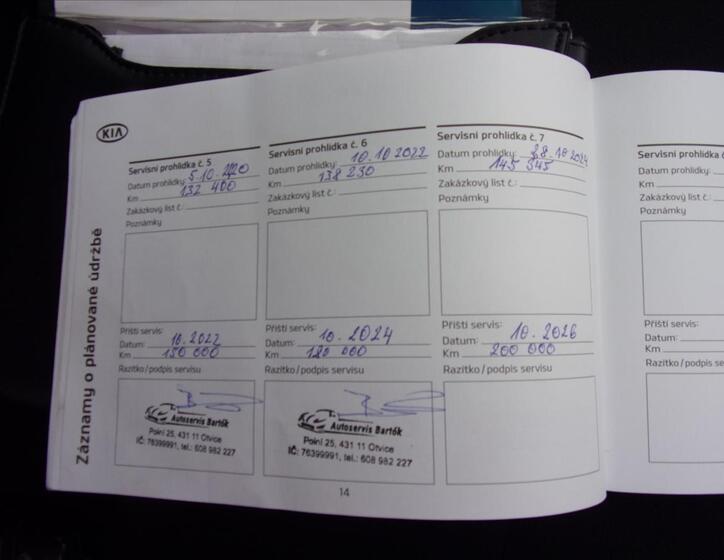 KIA
Záznamy o plánované údržbě
Servisní prohlídka č. 5
Datum prohlídky: 5.10.2020
Km 132 400
Zakázkový list č.:
Poznámky
Příští servis:
Datum: 10.2022
Km 150 000
Razítko/podpis servisu
Autoservis Barták
Polní 25, 431 11 Otvice
IČ: 76399991, tel.: 608 982 227
Servisní prohlídka č. 6
Datum prohlídky: 10.10.2022
Km 138 230
Zakázkový list č.:
Poznámky
Příští servis:
Datum: 10.2024
Km 180 000
Razítko/podpis servisu
Autoservis Barták
Polní 25, 431 11 Otvice
IČ: 76399991, tel.: 608 982 227
Servisní prohlídka č. 7
Datum prohlídky: 28.10.2024
Km 145 545
Zakázkový list č.:
Poznámky
Příští servis:
Datum: 10.2026
Km 200 000
Razítko/podpis servisu
14
Servisní prohlídka
Datum prohlídky:
Km
Zakázkový list č.:
Poznámky
Příští servis:
Datum:
Km
Razítko/podpis